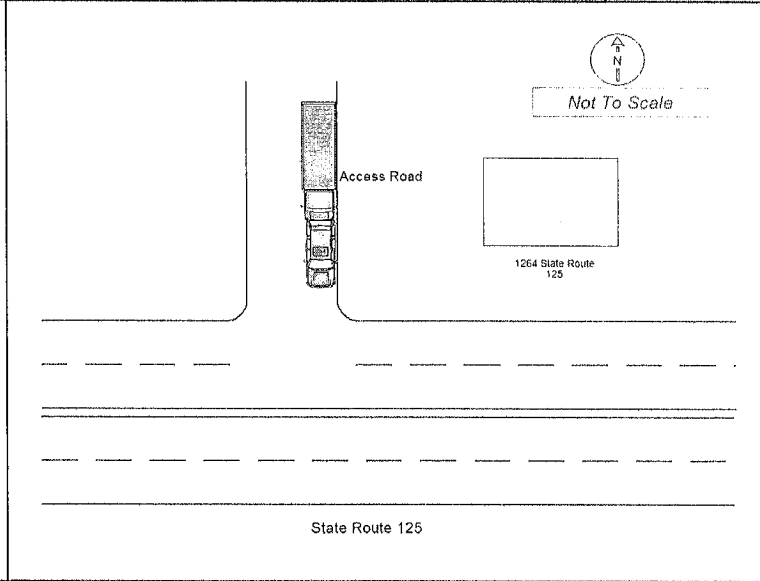 N
Not To Scale
Access Road
1264 State Route
125
State Route 125